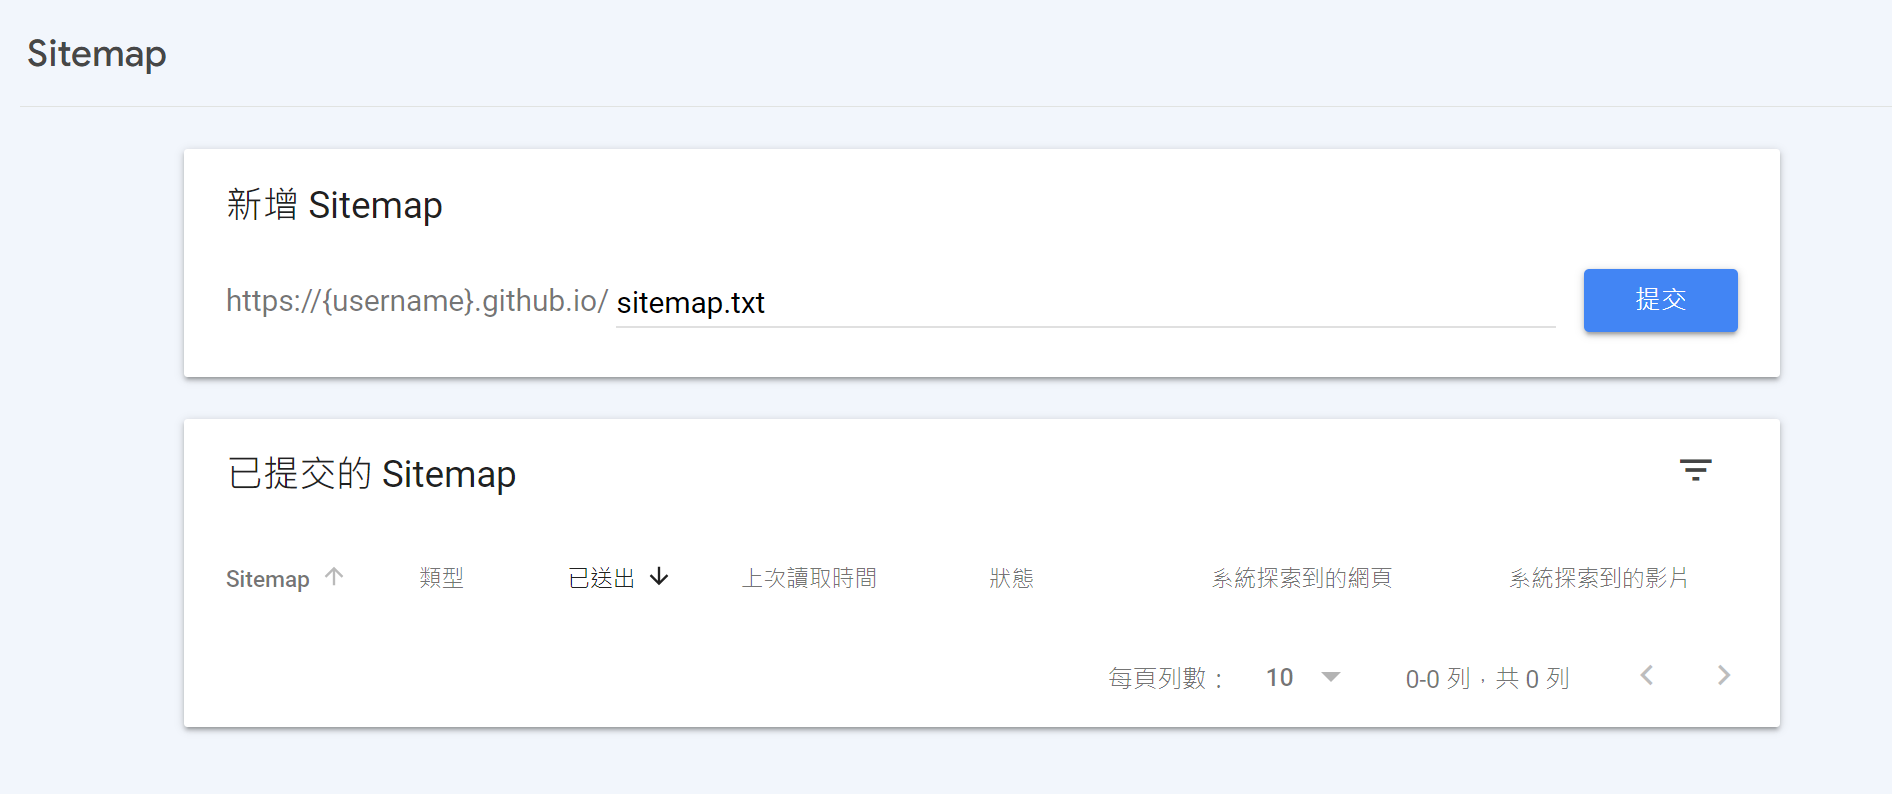 Sitemap
新增 Sitemap
https://{username}.github.io/ sitemap.txt
提交
已提交的 Sitemap
Sitemap 類型 已送出 上次讀取時間 狀態 系統探索到的網頁 系統探索到的影片
每頁列數： 10 0-0 列，共 0 列